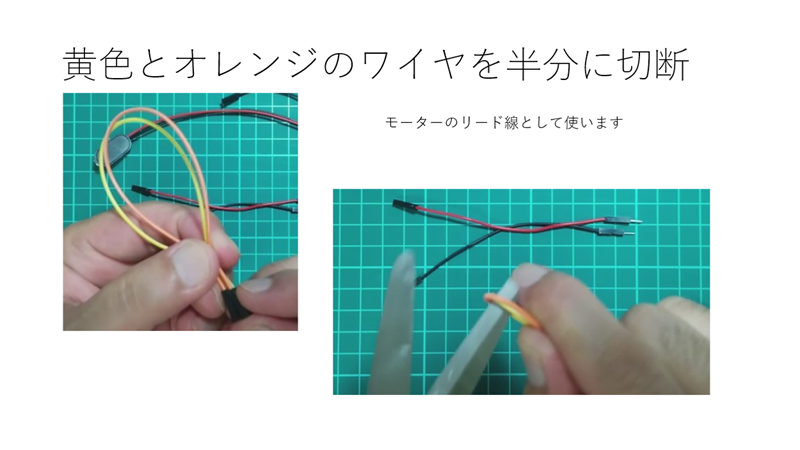 黄色とオレンジのワイヤを半分に切断
モーターのリード線として使います